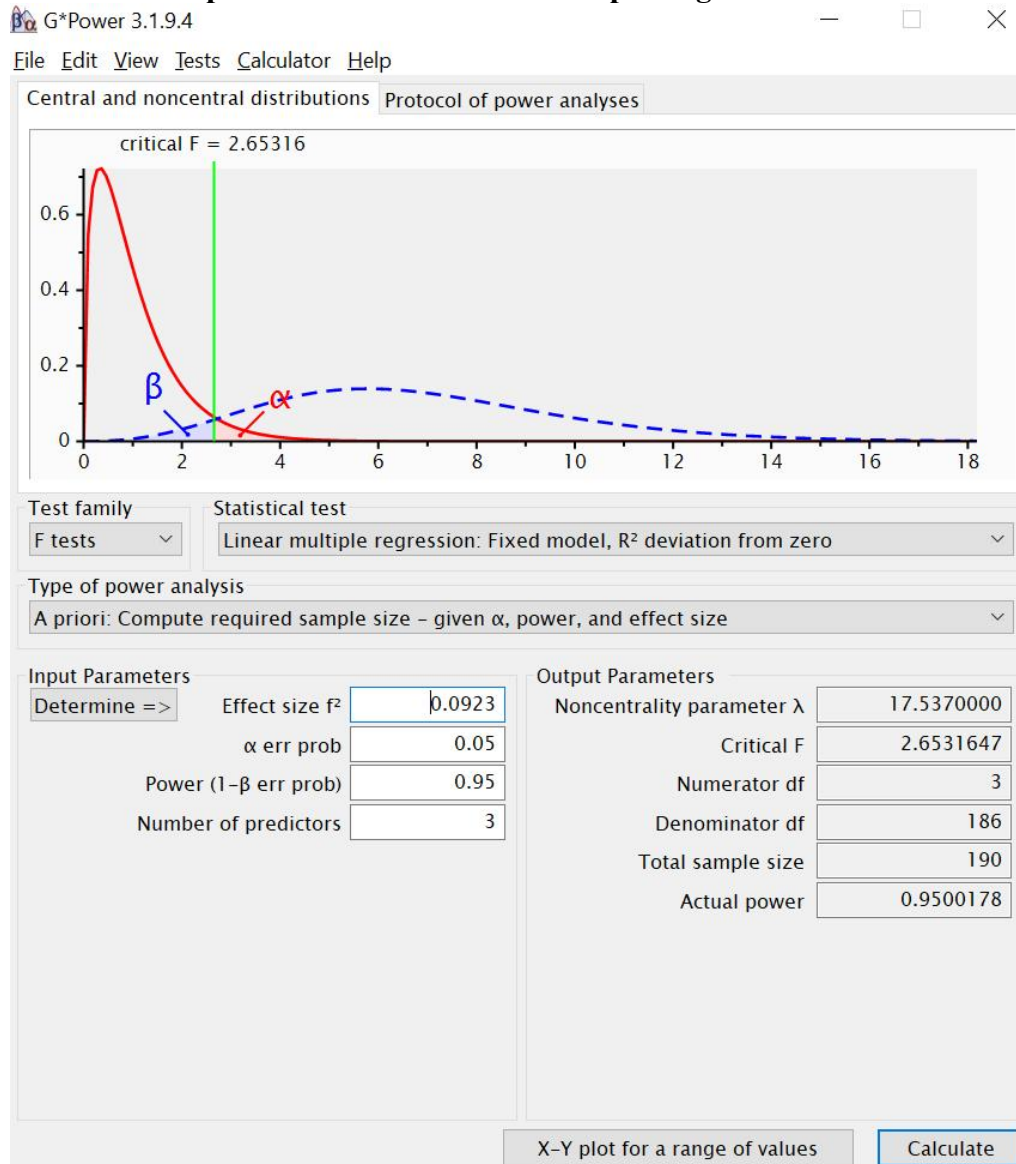 G*Power 3.1.9.4
File Edit View Tests Calculator Help
Central and noncentral distributions Protocol of power analyses
critical F = 2.65316
0.6
0.4
0.2
0
β
α
0 2 4 6 8 10 12 14 16 18
Test family Statistical test
F tests Linear multiple regression: Fixed model, R² deviation from zero
Type of power analysis
A priori: Compute required sample size – given α, power, and effect size
Input Parameters Output Parameters
Determine => Effect size f² 0.0923 Noncentrality parameter λ 17.5370000
α err prob 0.05 Critical F 2.6531647
Power (1-β err prob) 0.95 Numerator df 3
Number of predictors 3 Denominator df 186
Total sample size 190
Actual power 0.9500178
X-Y plot for a range of values Calculate